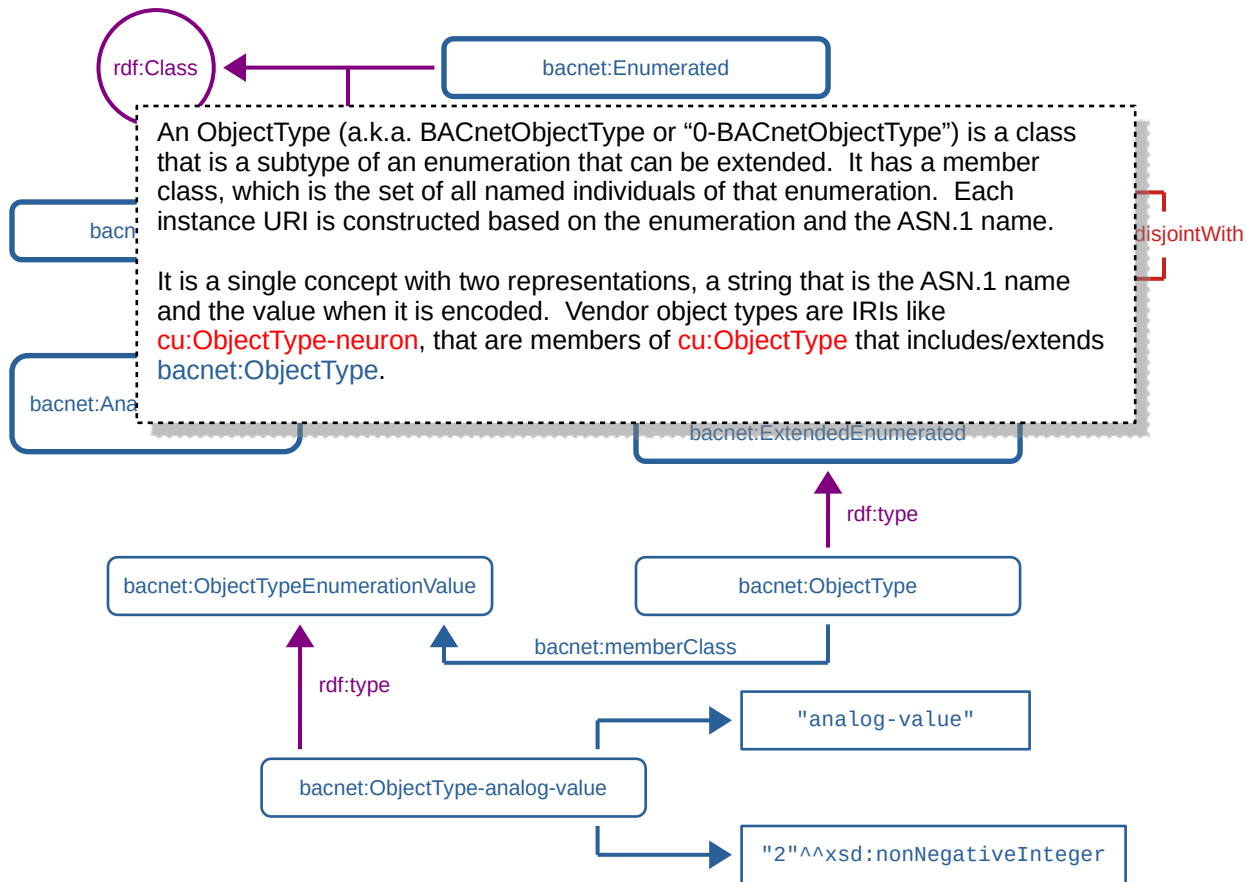 rdf:Class
bacnet:Enumerated
An ObjectType (a.k.a. BACnetObjectType or “0-BACnetObjectType”) is a class
that is a subtype of an enumeration that can be extended.  It has a member
class, which is the set of all named individuals of that enumeration.  Each
instance URI is constructed based on the enumeration and the ASN.1 name.
It is a single concept with two representations, a string that is the ASN.1 name
and the value when it is encoded.  Vendor object types are IRIs like
cu:ObjectType-neuron, that are members of cu:ObjectType that includes/extends
bacnet:ObjectType.
bacn
disjointWith
bacnet:Ana
bacnet:ExtendedEnumerated
rdf:type
bacnet:ObjectTypeEnumerationValue
bacnet:ObjectType
bacnet:memberClass
rdf:type
"analog-value"
bacnet:ObjectType-analog-value
"2"^^xsd:nonNegativeInteger